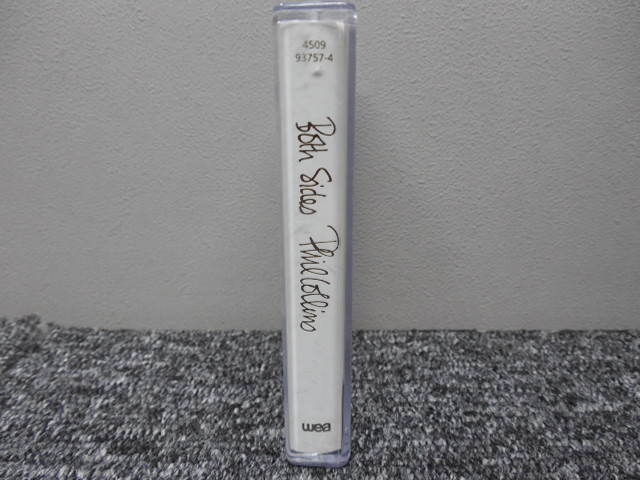 4509
93757-4
Both Sides Phil Collins
wea